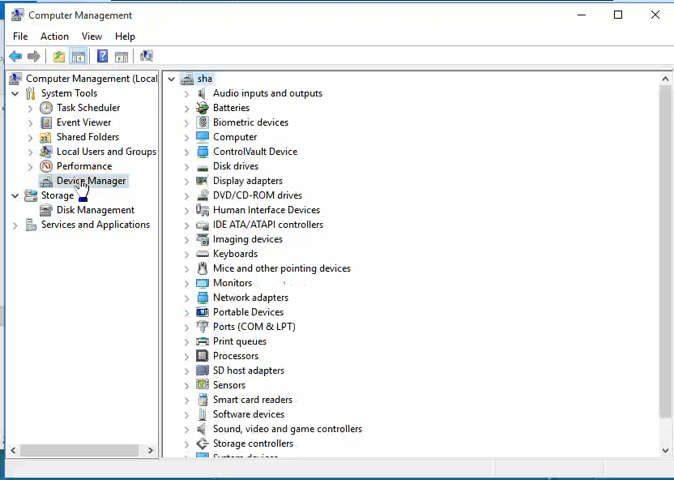 Computer Management
File Action View Help
Computer Management (Local
System Tools
Task Scheduler
Event Viewer
Shared Folders
Local Users and Groups
Performance
Device Manager
Storage
Disk Management
Services and Applications
sha
Audio inputs and outputs
Batteries
Biometric devices
Computer
ControlVault Device
Disk drives
Display adapters
DVD/CD-ROM drives
Human Interface Devices
IDE ATA/ATAPI controllers
Imaging devices
Keyboards
Mice and other pointing devices
Monitors
Network adapters
Portable Devices
Ports (COM & LPT)
Print queues
Processors
SD host adapters
Sensors
Smart card readers
Software devices
Sound, video and game controllers
Storage controllers
System devices